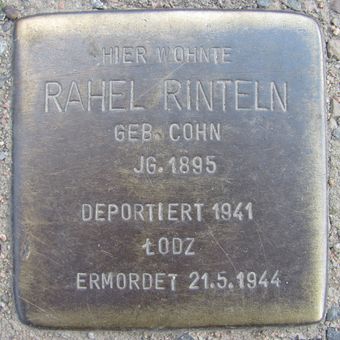 HIER WOHNTE
RAHEL RINTELN
GEB. COHN
JG. 1895
DEPORTIERT 1941
ŁODZ
ERMORDET 21.5.1944